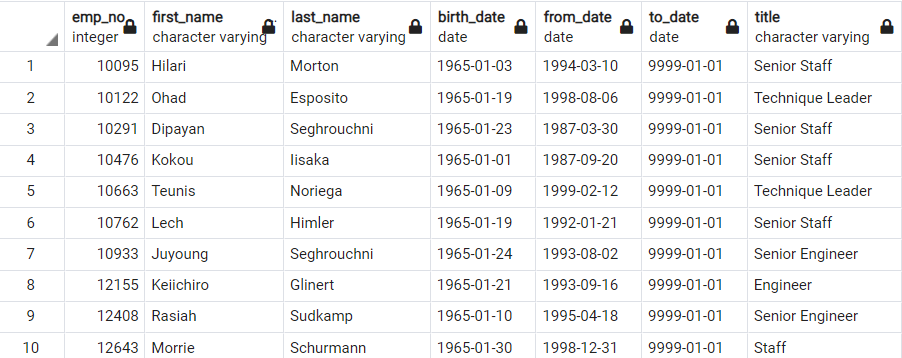 emp_no first_name last_name birth_date from_date to_date title
integer character varying character varying date date date character varying
1 10095 Hilari Morton 1965-01-03 1994-03-10 9999-01-01 Senior Staff
2 10122 Ohad Esposito 1965-01-19 1998-08-06 9999-01-01 Technique Leader
3 10291 Dipayan Seghrouchni 1965-01-23 1987-03-30 9999-01-01 Senior Staff
4 10476 Kokou Iisaka 1965-01-01 1987-09-20 9999-01-01 Senior Staff
5 10663 Teunis Noriega 1965-01-09 1999-02-12 9999-01-01 Technique Leader
6 10762 Lech Himler 1965-01-19 1992-01-21 9999-01-01 Senior Staff
7 10933 Juyoung Seghrouchni 1965-01-24 1993-08-02 9999-01-01 Senior Engineer
8 12155 Keiichiro Glinert 1965-01-21 1993-09-16 9999-01-01 Engineer
9 12408 Rasiah Sudkamp 1965-01-10 1995-04-18 9999-01-01 Senior Engineer
10 12643 Morrie Schurmann 1965-01-30 1998-12-31 9999-01-01 Staff